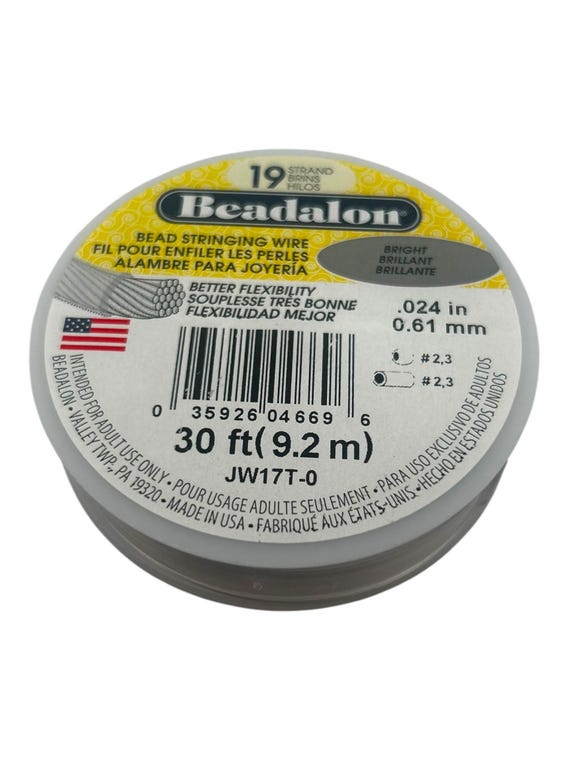 19 STRAND
BRINS
HILOS
Beadalon®
BEAD STRINGING WIRE
FIL POUR ENFILER LES PERLES
ALAMBRE PARA JOYERÍA
BRIGHT
BRILLANT
BRILLANTE
BETTER FLEXIBILITY
SOUPLESSE TRÈS BONNE
FLEXIBILIDAD MEJOR
.024 in
0.61 mm
# 2,3
# 2,3
0 35926 04669 6
30 ft( 9.2 m)
JW17T-0
INTENDED FOR ADULT USE ONLY • POUR USAGE ADULTE SEULEMENT • PARA USO EXCLUSIVO DE ADULTOS
BEADALON • VALLEY TWP. PA 19320 • MADE IN USA • FABRIQUÉ AUX ÉTATS-UNIS • HECHO EN ESTADOS UNIDOS